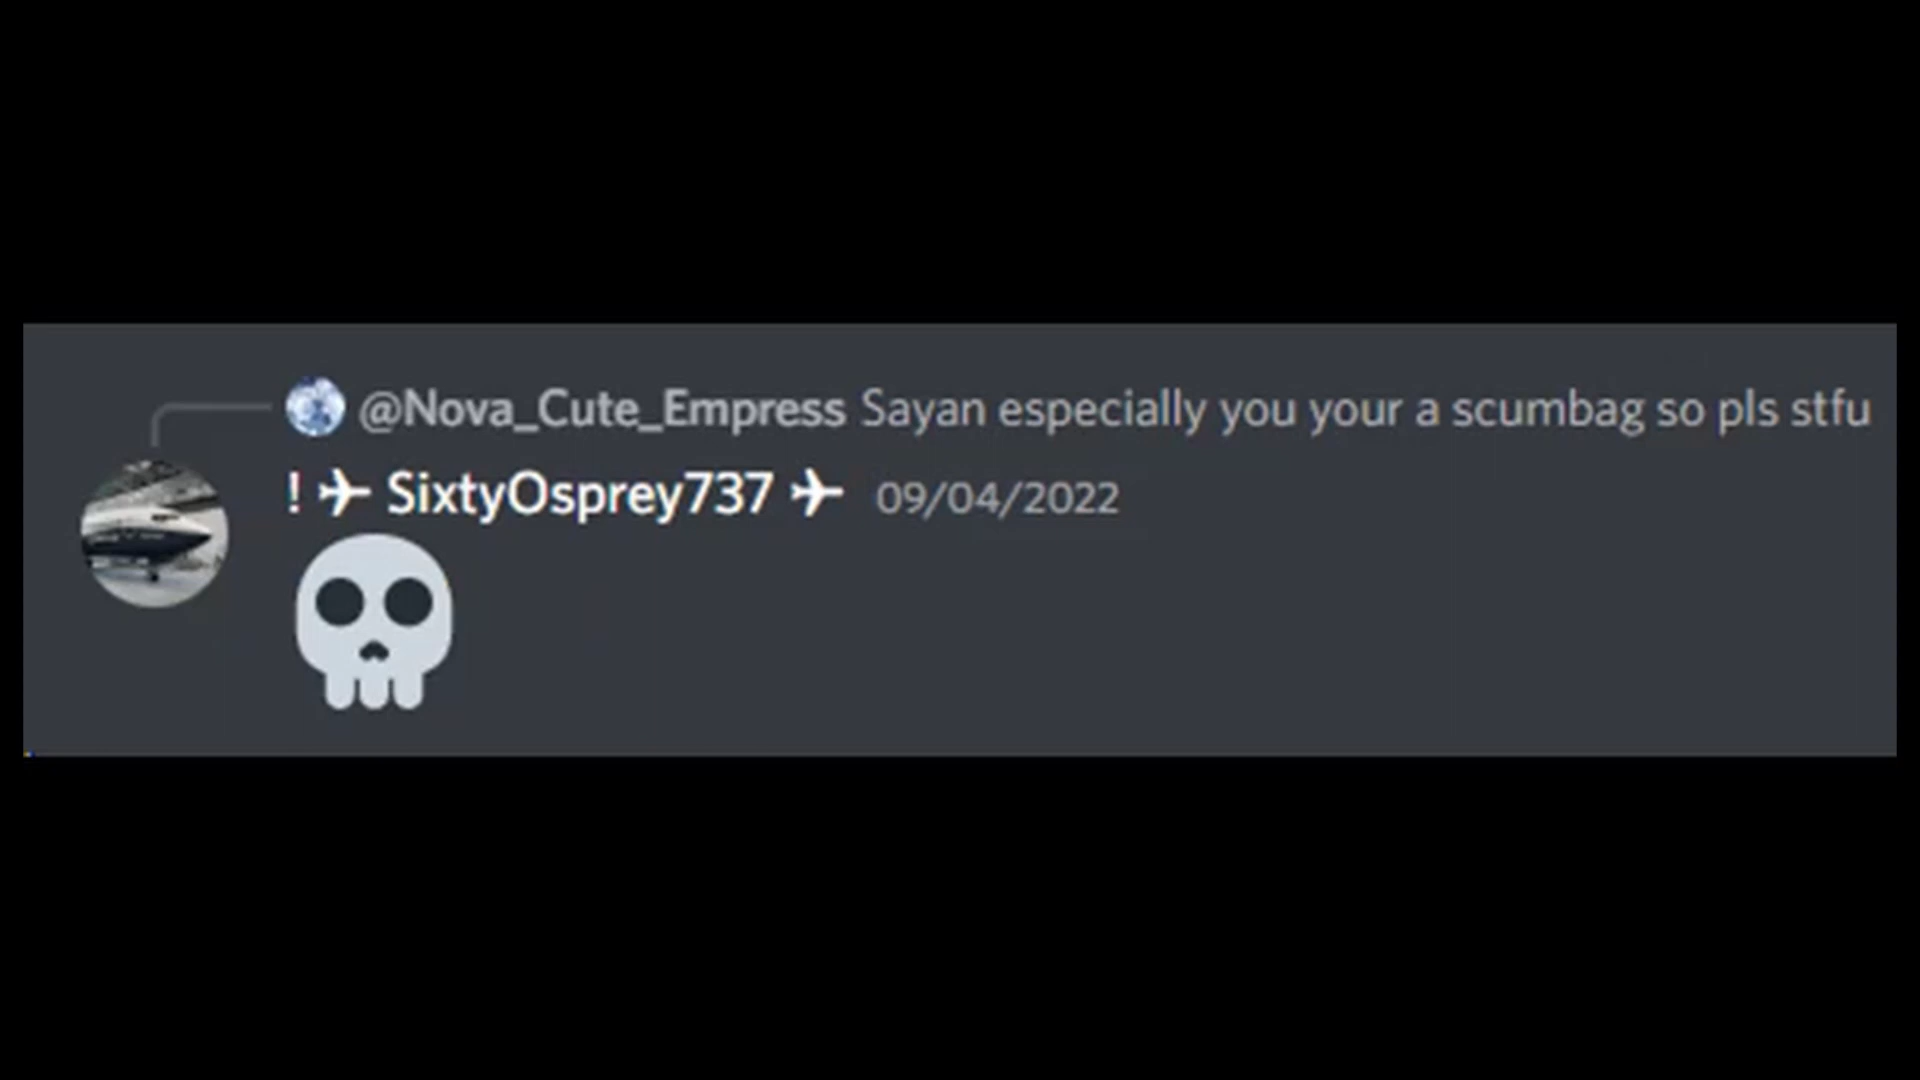 @Nova_Cute_Empress Sayan especially you your a scumbag so pls stfu
! ✈ SixtyOsprey737 ✈ 09/04/2022
💀